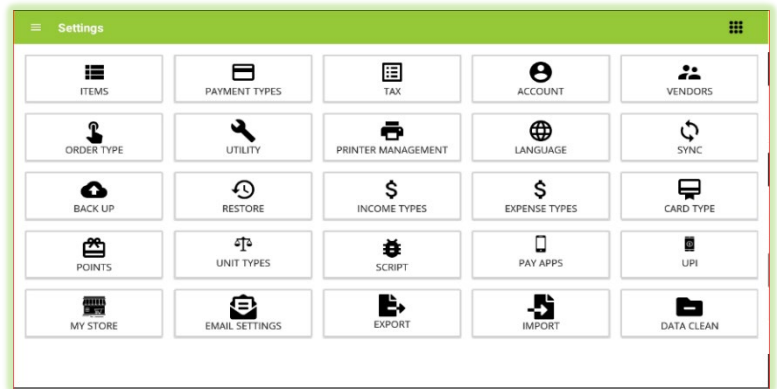 Settings
ITEMS
PAYMENT TYPES
TAX
ACCOUNT
VENDORS
ORDER TYPE
UTILITY
PRINTER MANAGEMENT
LANGUAGE
SYNC
BACK UP
RESTORE
INCOME TYPES
EXPENSE TYPES
CARD TYPE
POINTS
UNIT TYPES
SCRIPT
PAY APPS
UPI
MY STORE
EMAIL SETTINGS
EXPORT
IMPORT
DATA CLEAN